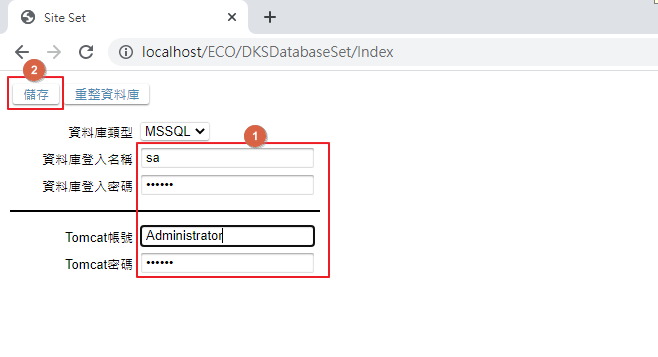 Site Set
localhost/ECO/DKSDatabaseSet/Index
2
儲存 重整資料庫
1
資料庫類型 MSSQL
資料庫登入名稱 sa
資料庫登入密碼 ••••••
Tomcat帳號 Administrator
Tomcat密碼 ••••••